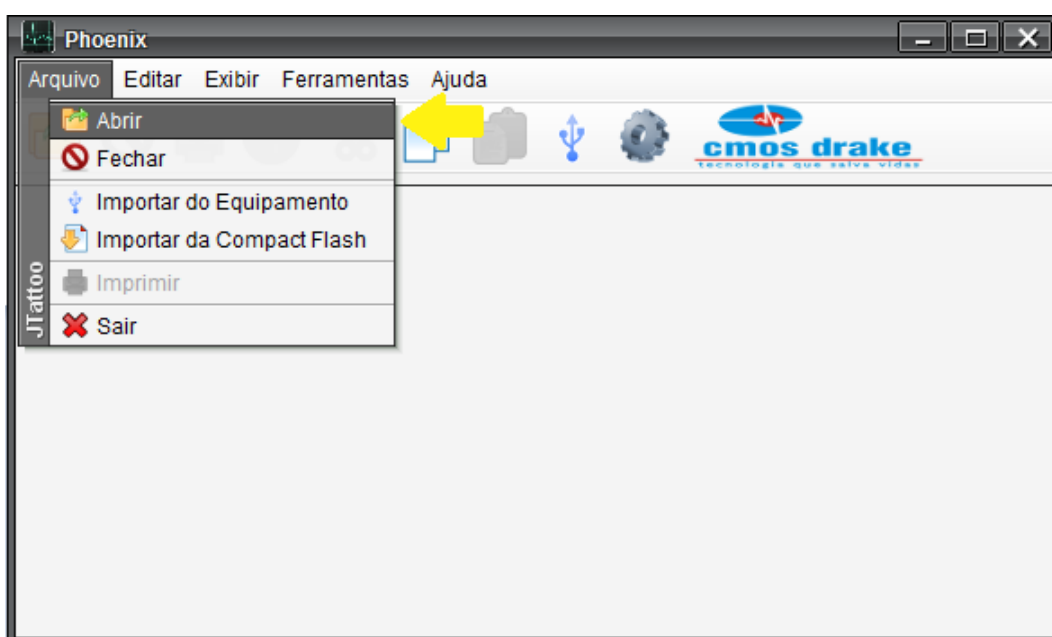 Phoenix
Arquivo Editar Exibir Ferramentas Ajuda
Abrir
Fechar
Importar do Equipamento
Importar da Compact Flash
Imprimir
Sair
JTattoo
cmos drake
tecnologia que salva vidas